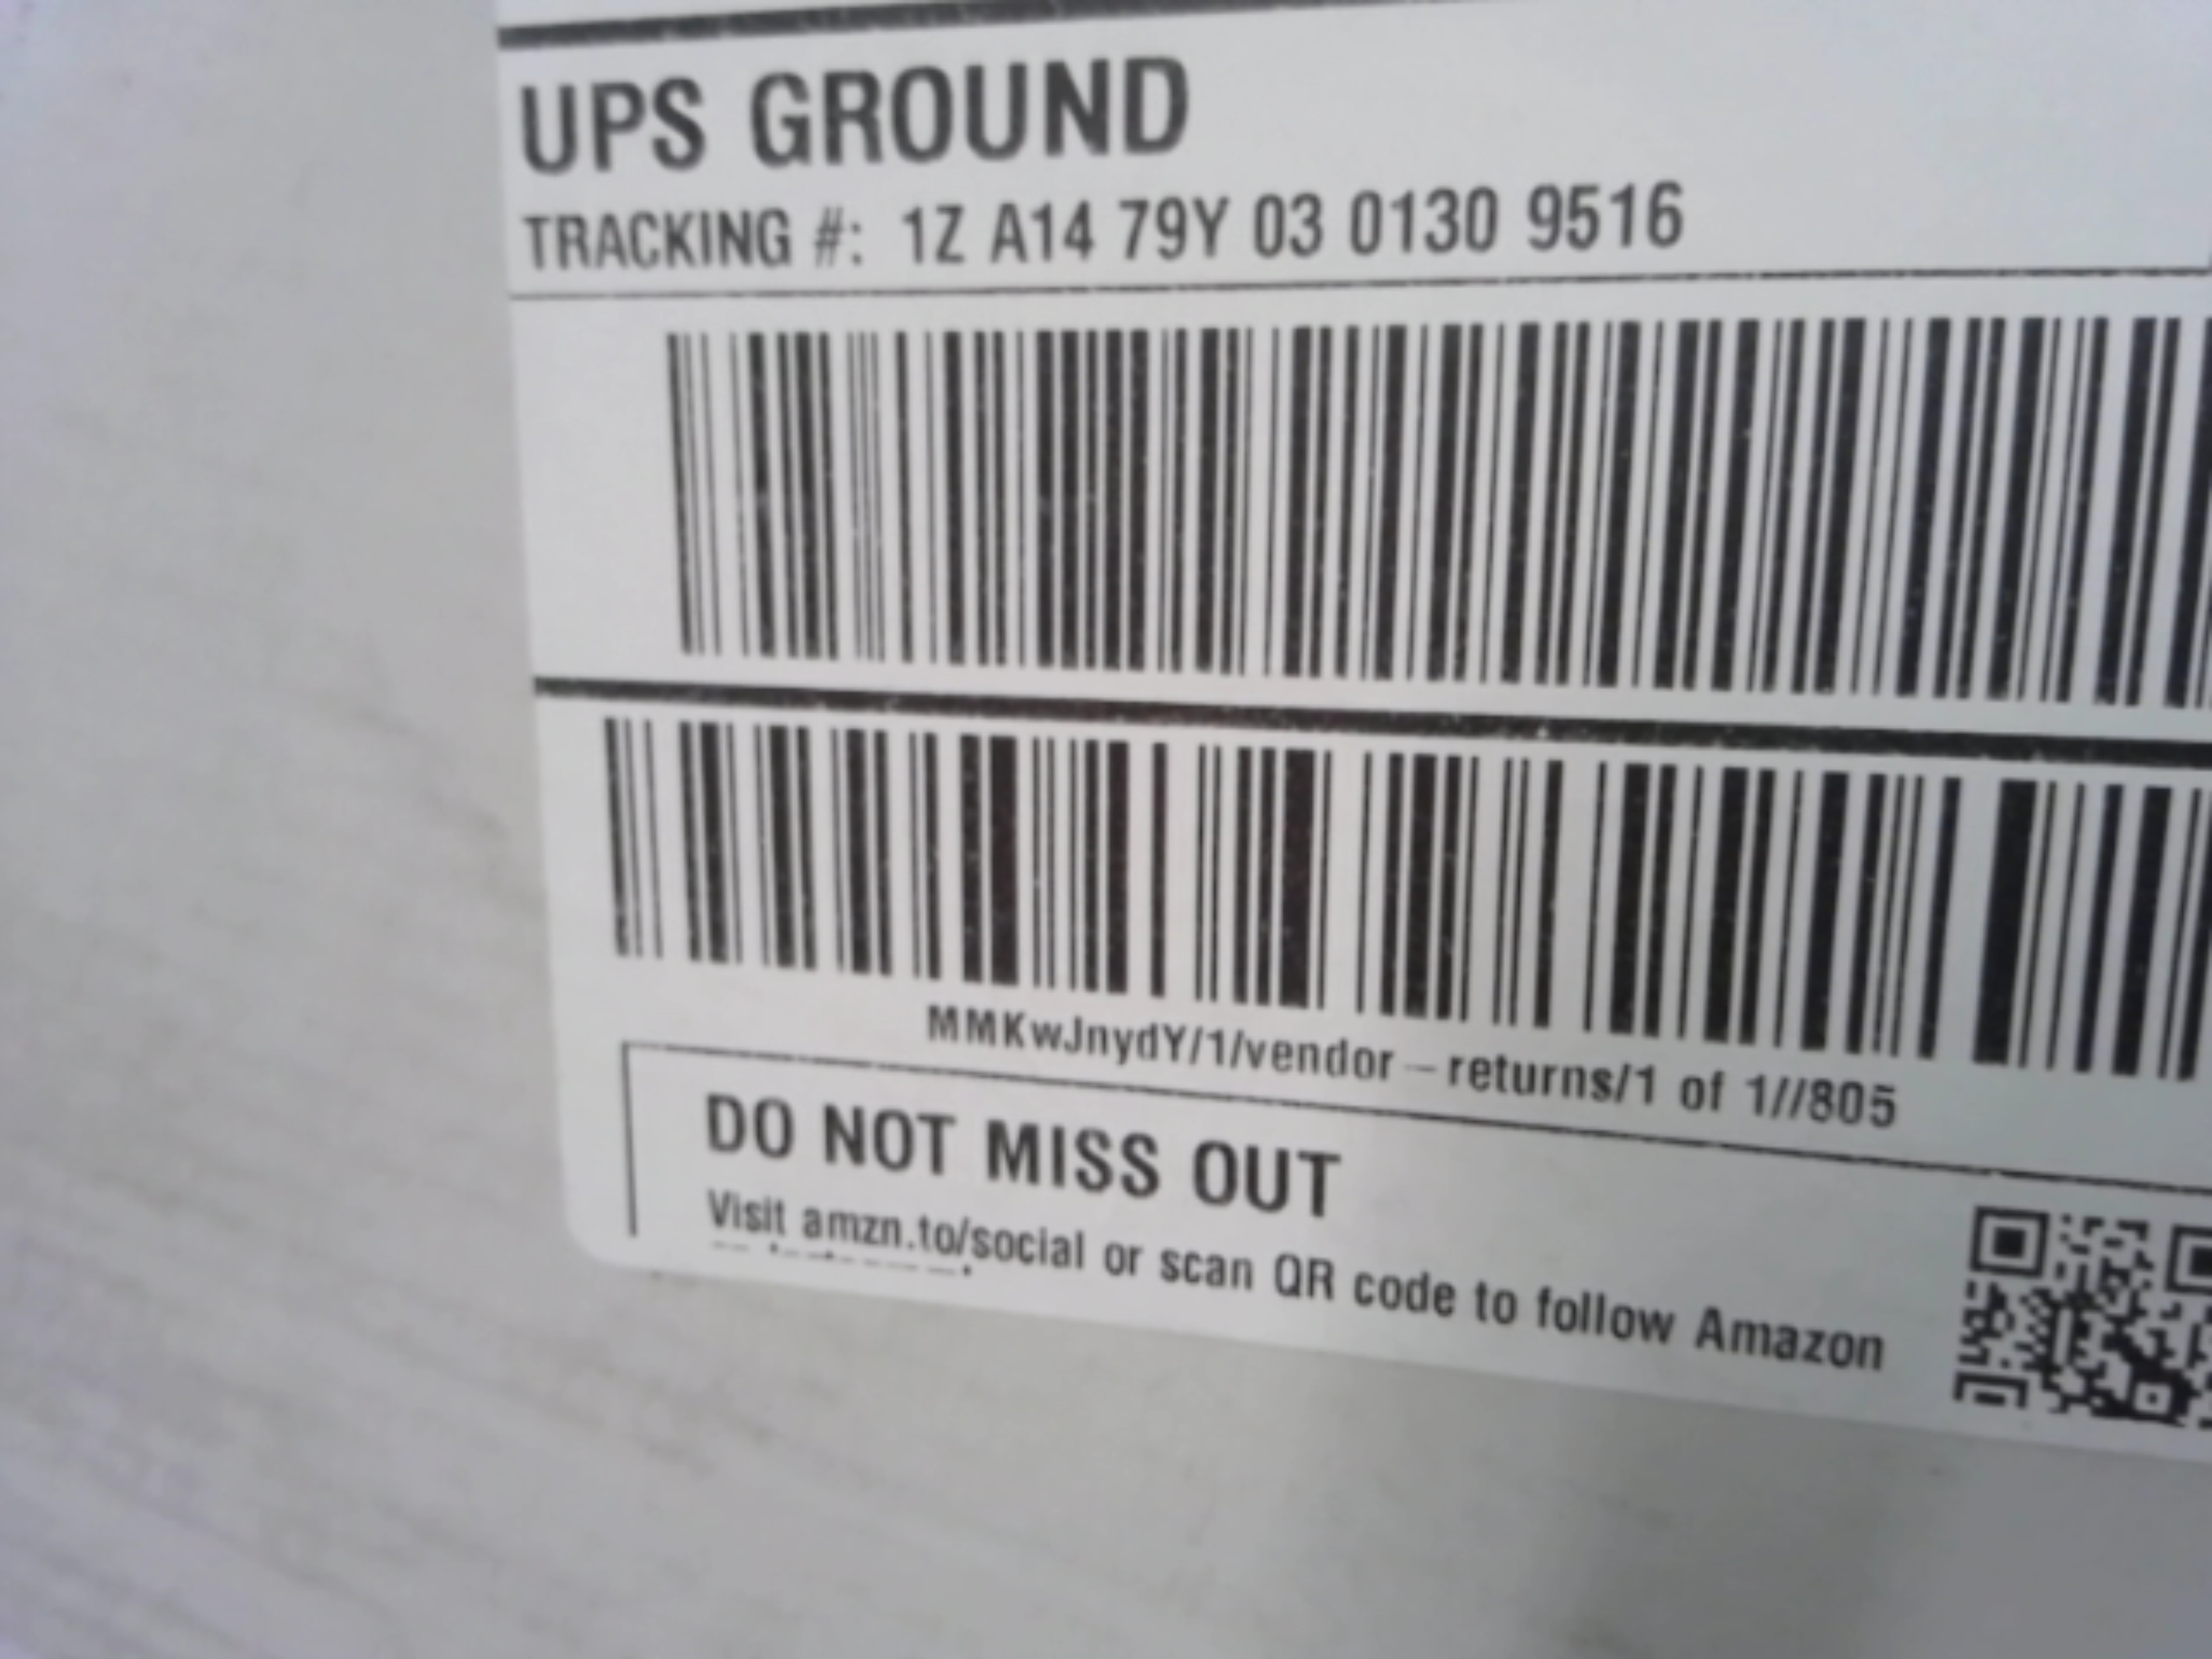 UPS GROUND
TRACKING #: 1Z A14 79Y 03 0130 9516
MMKwJnydY/1/vendor-returns/1 of 1//805
DO NOT MISS OUT
Visit amzn.to/social or scan QR code to follow Amazon